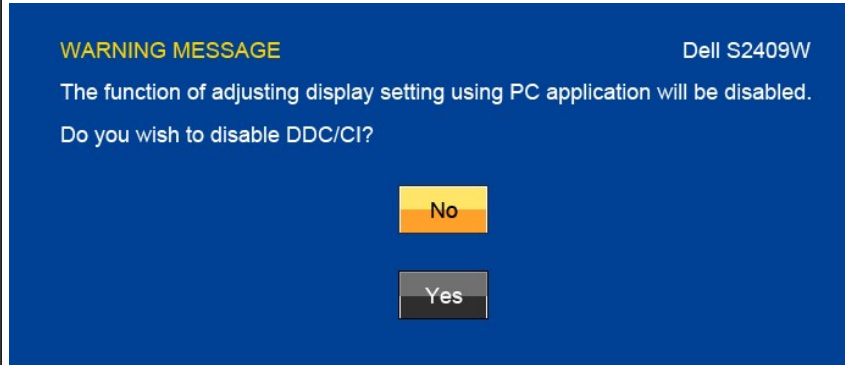 WARNING MESSAGE Dell S2409W
The function of adjusting display setting using PC application will be disabled.
Do you wish to disable DDC/CI?
No
Yes